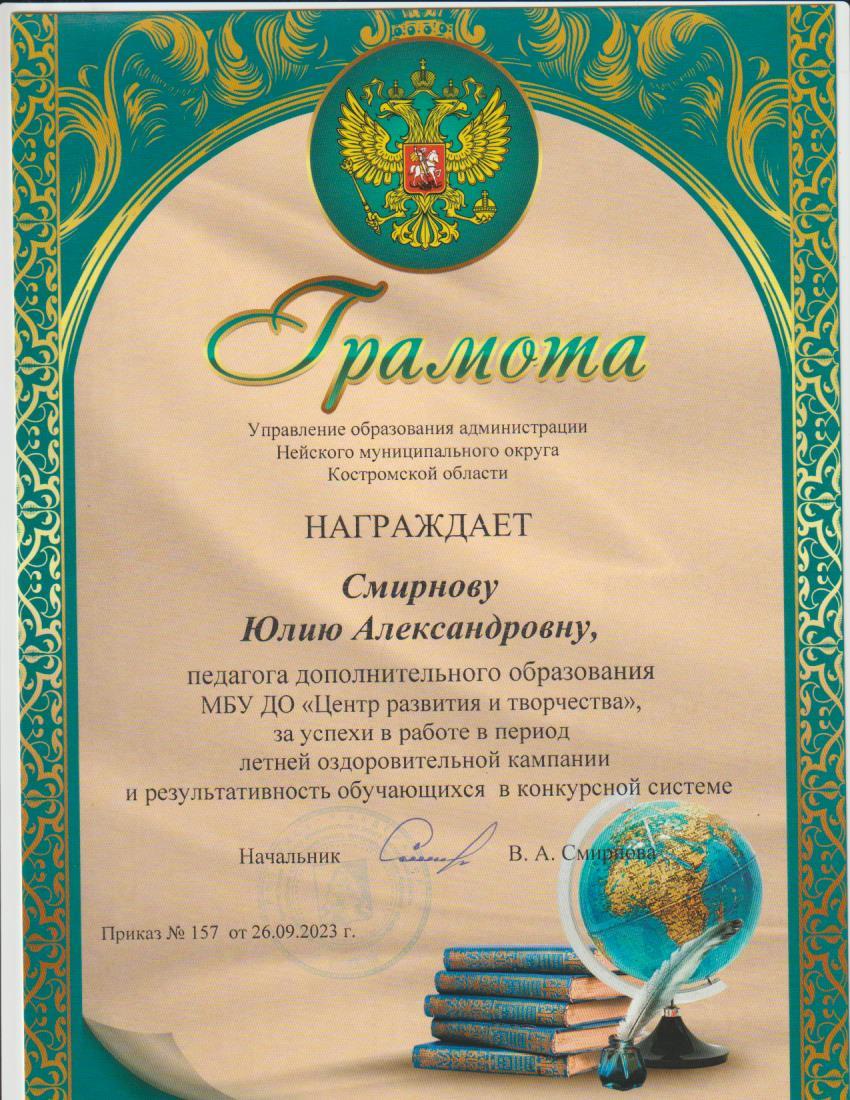 Грамота
Управление образования администрации
Нейского муниципального округа
Костромской области
НАГРАЖДАЕТ
Смирнову
Юлию Александровну,
педагога дополнительного образования
МБУ ДО «Центр развития и творчества»,
за успехи в работе в период
летней оздоровительной кампании
и результативность обучающихся в конкурсной системе
Начальник В. А. Смирнова
Приказ № 157 от 26.09.2023 г.